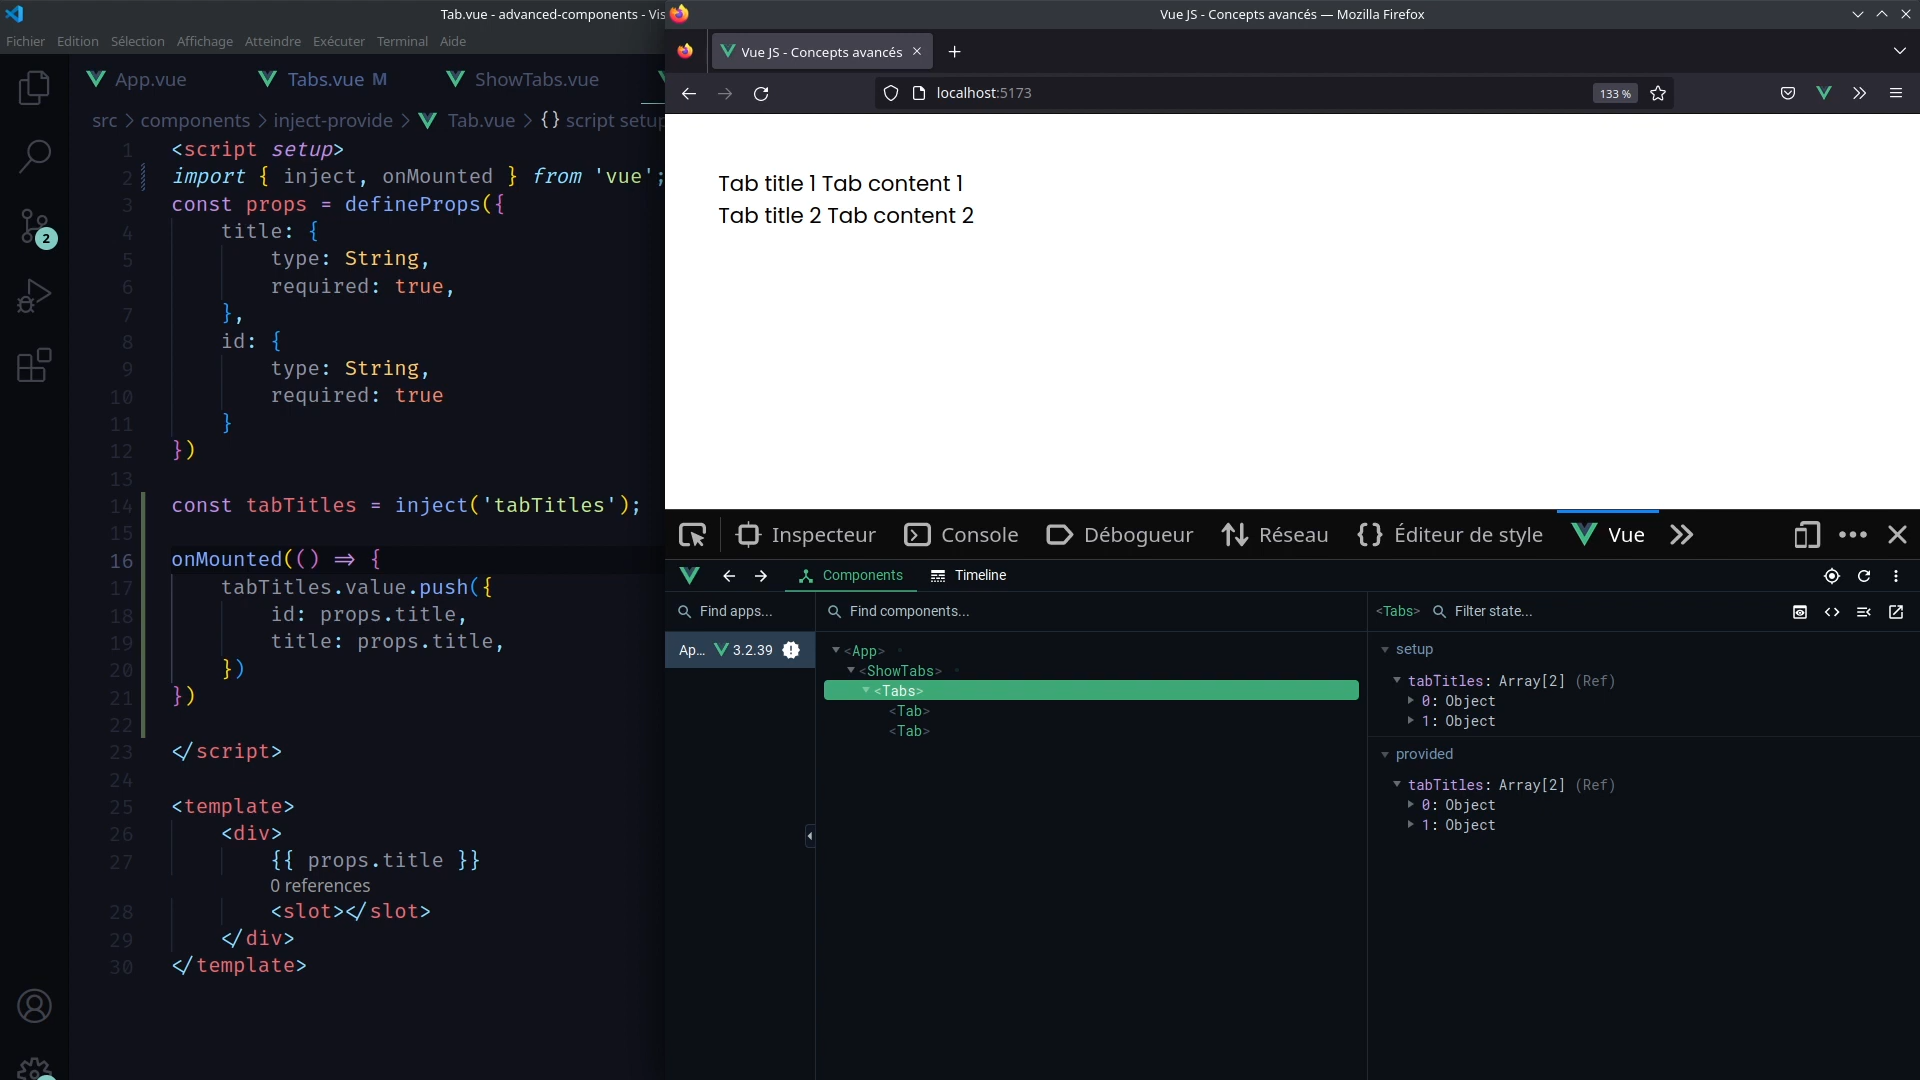 Tab.vue - advanced-components - Vis
Fichier Edition Sélection Affichage Atteindre Exécuter Terminal Aide
App.vue
Tabs.vue M
ShowTabs.vue
src > components > inject-provide > Tab.vue > {} script setup
1 <script setup>
2 import { inject, onMounted } from 'vue';
3 const props = defineProps({
4 title: {
5 type: String,
6 required: true,
7 },
8 id: {
9 type: String,
10 required: true
11 }
12 })
13
14 const tabTitles = inject('tabTitles');
15
16 onMounted(() => {
17 tabTitles.value.push({
18 id: props.title,
19 title: props.title,
20 })
21 })
22
23 </script>
24
25 <template>
26 <div>
27 {{ props.title }}
0 references
28 <slot></slot>
29 </div>
30 </template>
2
Vue JS - Concepts avancés — Mozilla Firefox
Vue JS - Concepts avancés
localhost:5173
133 %
Tab title 1 Tab content 1
Tab title 2 Tab content 2
Inspecteur
Console
Débogueur
Réseau
Éditeur de style
Vue
Components
Timeline
Find apps...
Find components...
<Tabs>
Filter state...
Ap... 3.2.39
<App>
<ShowTabs>
<Tabs>
<Tab>
<Tab>
setup
tabTitles: Array[2] (Ref)
0: Object
1: Object
provided
tabTitles: Array[2] (Ref)
0: Object
1: Object